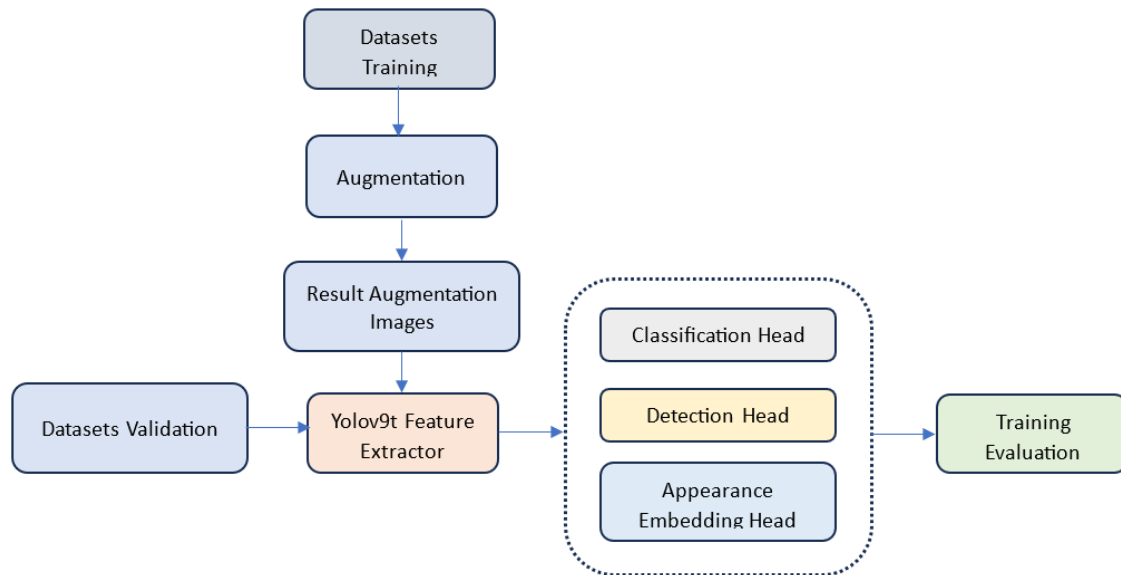 Datasets
Training
Augmentation
Result Augmentation
Images
Classification Head
Datasets Validation
Yolov9t Feature
Extractor
Detection Head
Training
Evaluation
Appearance
Embedding Head